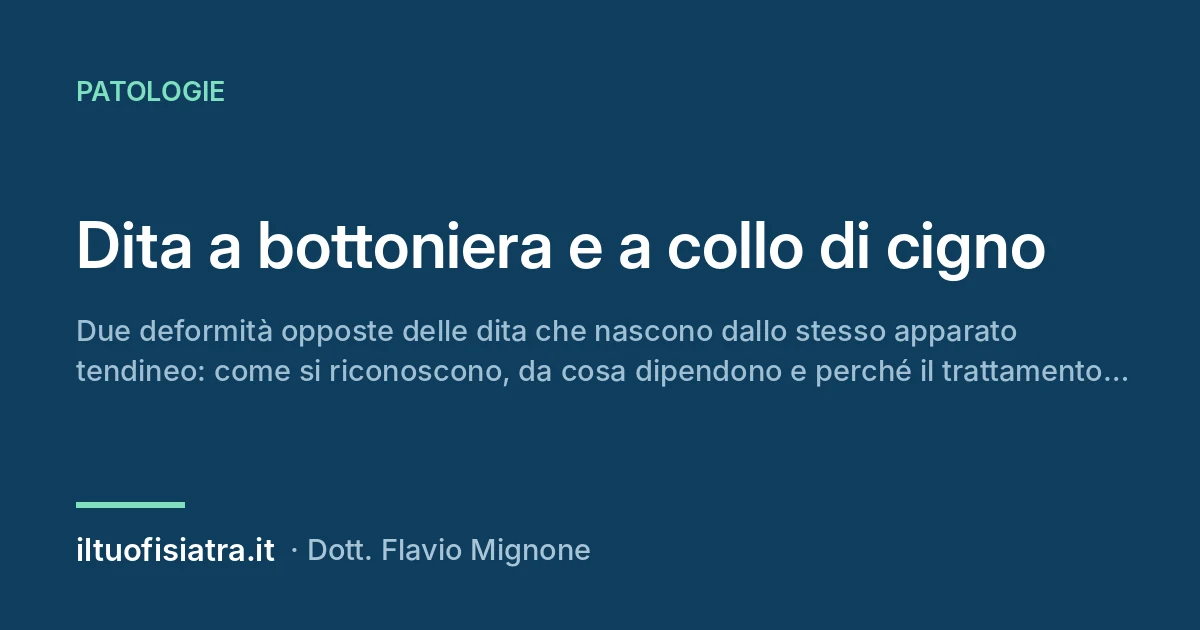 PATOLOGIE
Dita a bottoniera e a collo di cigno
Due deformità opposte delle dita che nascono dallo stesso apparato
tendineo: come si riconoscono, da cosa dipendono e perché il trattamento…
iltuofisiatra.it · Dott. Flavio Mignone